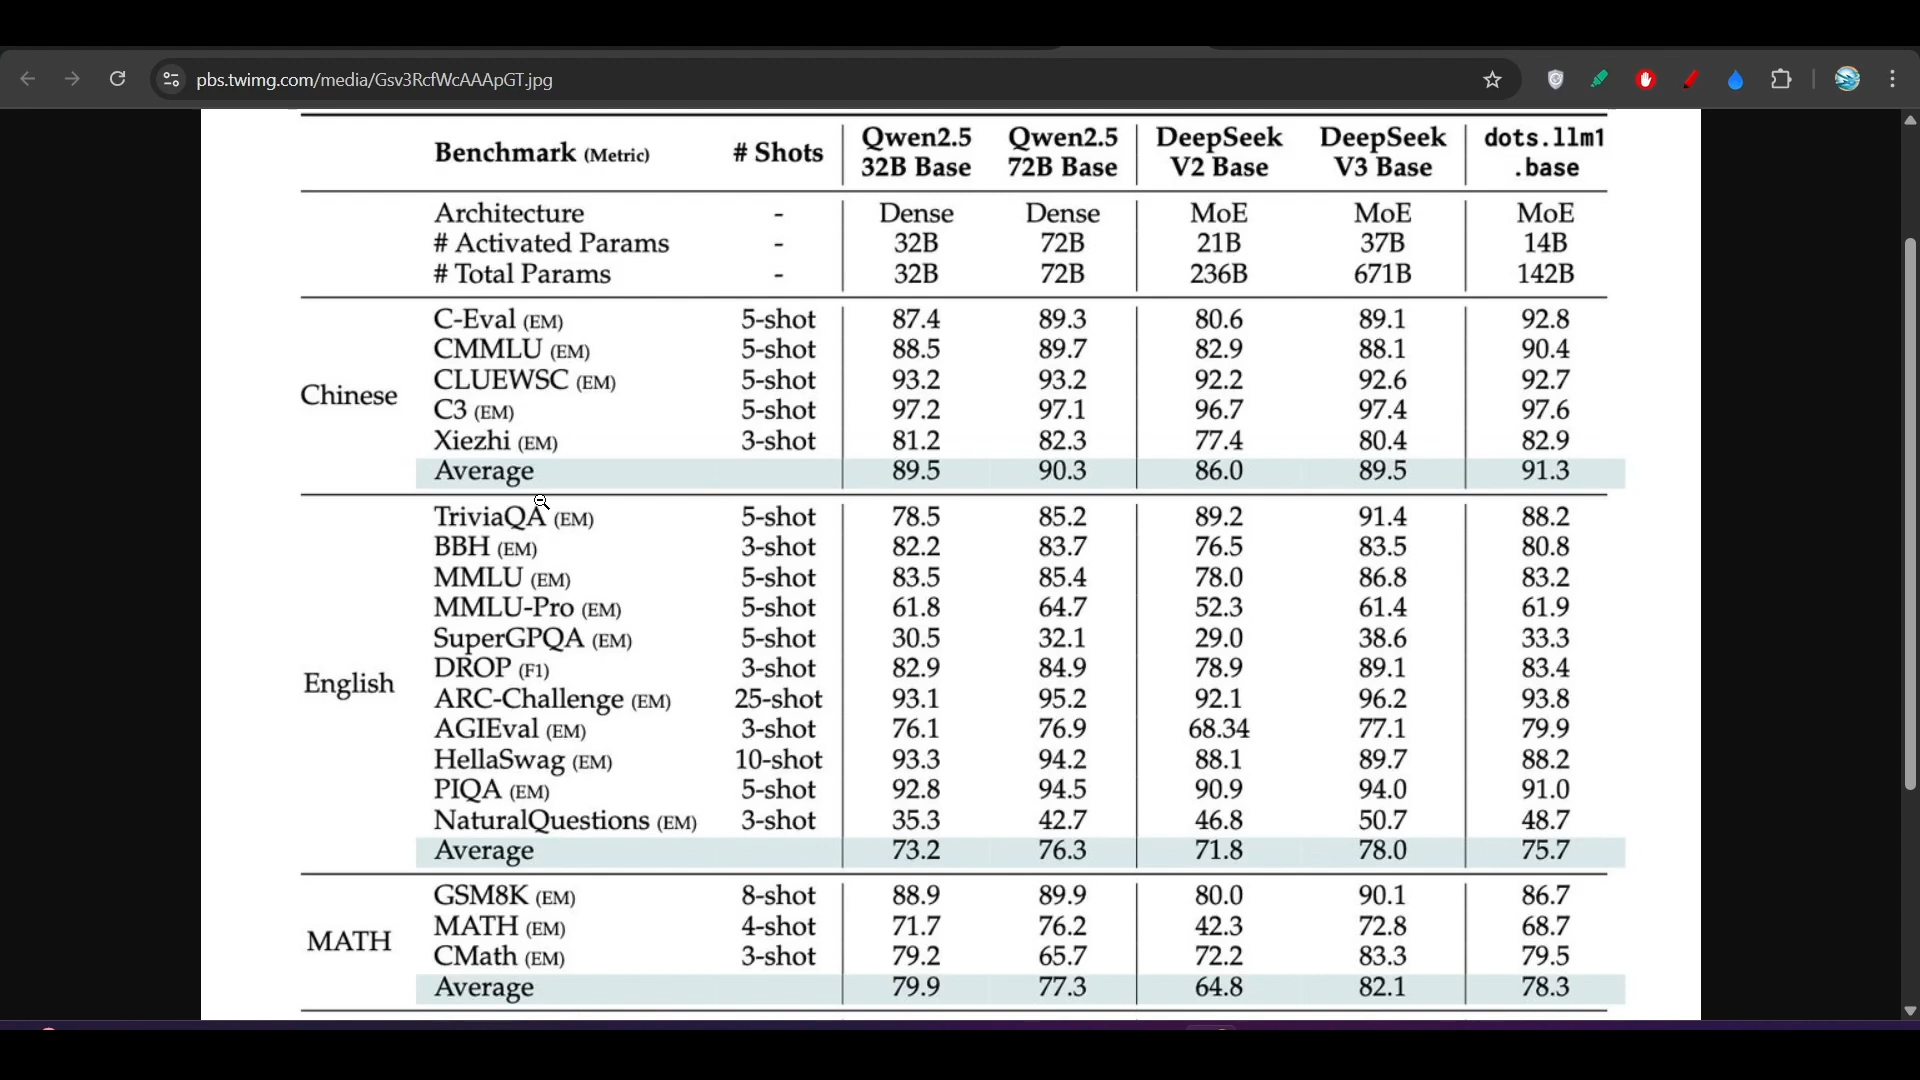 pbs.twimg.com/media/Gsv3RcfWcAAApGT.jpg
Benchmark (Metric) # Shots Qwen2.5 32B Base Qwen2.5 72B Base DeepSeek V2 Base DeepSeek V3 Base dots.llm1 .base
Architecture - Dense Dense MoE MoE MoE
# Activated Params - 32B 72B 21B 37B 14B
# Total Params - 32B 72B 236B 671B 142B
Chinese
C-Eval (EM) 5-shot 87.4 89.3 80.6 89.1 92.8
CMMLU (EM) 5-shot 88.5 89.7 82.9 88.1 90.4
CLUEWSC (EM) 5-shot 93.2 93.2 92.2 92.6 92.7
C3 (EM) 5-shot 97.2 97.1 96.7 97.4 97.6
Xiezhi (EM) 3-shot 81.2 82.3 77.4 80.4 82.9
Average 89.5 90.3 86.0 89.5 91.3
English
TriviaQA (EM) 5-shot 78.5 85.2 89.2 91.4 88.2
BBH (EM) 3-shot 82.2 83.7 76.5 83.5 80.8
MMLU (EM) 5-shot 83.5 85.4 78.0 86.8 83.2
MMLU-Pro (EM) 5-shot 61.8 64.7 52.3 61.4 61.9
SuperGPQA (EM) 5-shot 30.5 32.1 29.0 38.6 33.3
DROP (F1) 3-shot 82.9 84.9 78.9 89.1 83.4
ARC-Challenge (EM) 25-shot 93.1 95.2 92.1 96.2 93.8
AGIEval (EM) 3-shot 76.1 76.9 68.34 77.1 79.9
HellaSwag (EM) 10-shot 93.3 94.2 88.1 89.7 88.2
PIQA (EM) 5-shot 92.8 94.5 90.9 94.0 91.0
NaturalQuestions (EM) 3-shot 35.3 42.7 46.8 50.7 48.7
Average 73.2 76.3 71.8 78.0 75.7
MATH
GSM8K (EM) 8-shot 88.9 89.9 80.0 90.1 86.7
MATH (EM) 4-shot 71.7 76.2 42.3 72.8 68.7
CMath (EM) 3-shot 79.2 65.7 72.2 83.3 79.5
Average 79.9 77.3 64.8 82.1 78.3